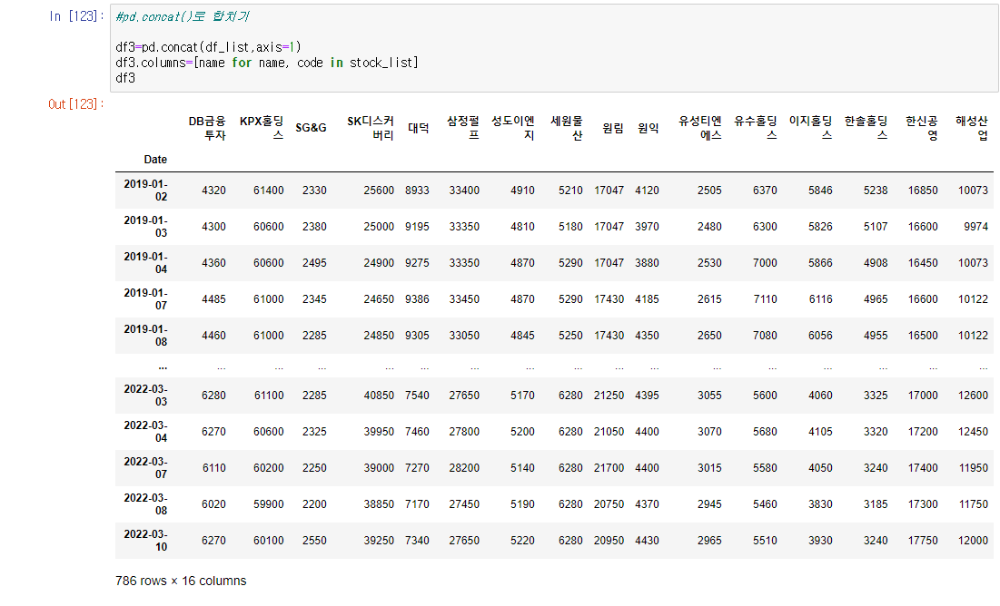 In [123]:
#pd.concat()로 합치기
df3=pd.concat(df_list,axis=1)
df3.columns=[name for name, code in stock_list]
df3
Out[123]:
DB금융투자 KPX홀딩스 SG&G SK디스커버리 대덕 삼정펄프 성도이엔지 세원물산 원림 원익 유성티엔에스 유수홀딩스 이지홀딩스 한솔홀딩스 한신공영 해성산업
Date
2019-01-02 4320 61400 2330 25600 8933 33400 4910 5210 17047 4120 2505 6370 5846 5238 16850 10073
2019-01-03 4300 60600 2380 25000 9195 33350 4810 5180 17047 3970 2480 6300 5826 5107 16600 9974
2019-01-04 4360 60600 2495 24900 9275 33350 4870 5290 17047 3880 2530 7000 5866 4908 16450 10073
2019-01-07 4485 61000 2345 24650 9386 33450 4870 5290 17430 4185 2615 7110 6116 4965 16600 10122
2019-01-08 4460 61000 2285 24850 9305 33050 4845 5250 17430 4350 2650 7080 6056 4955 16500 10122
... ... ... ... ... ... ... ... ... ... ... ... ... ... ... ... ...
2022-03-03 6280 61100 2285 40850 7540 27650 5170 6280 21250 4395 3055 5600 4060 3325 17000 12600
2022-03-04 6270 60600 2325 39950 7460 27800 5200 6280 21050 4400 3070 5680 4105 3320 17200 12450
2022-03-07 6110 60200 2250 39000 7270 28200 5140 6280 21700 4400 3015 5580 4050 3240 17400 11950
2022-03-08 6020 59900 2200 38850 7170 27450 5190 6280 20750 4370 2945 5460 3830 3185 17300 11750
2022-03-10 6270 60100 2550 39250 7340 27650 5220 6280 20950 4430 2965 5510 3930 3240 17750 12000
786 rows × 16 columns